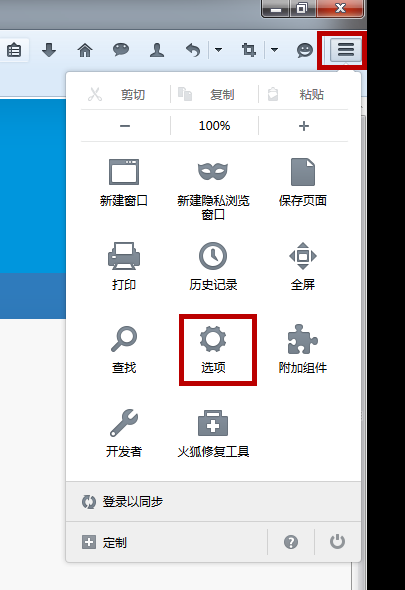 剪切
复制
粘贴
100%
新建窗口
新建隐私浏览
窗口
保存页面
打印
历史记录
全屏
查找
选项
附加组件
开发者
火狐修复工具
登录以同步
定制